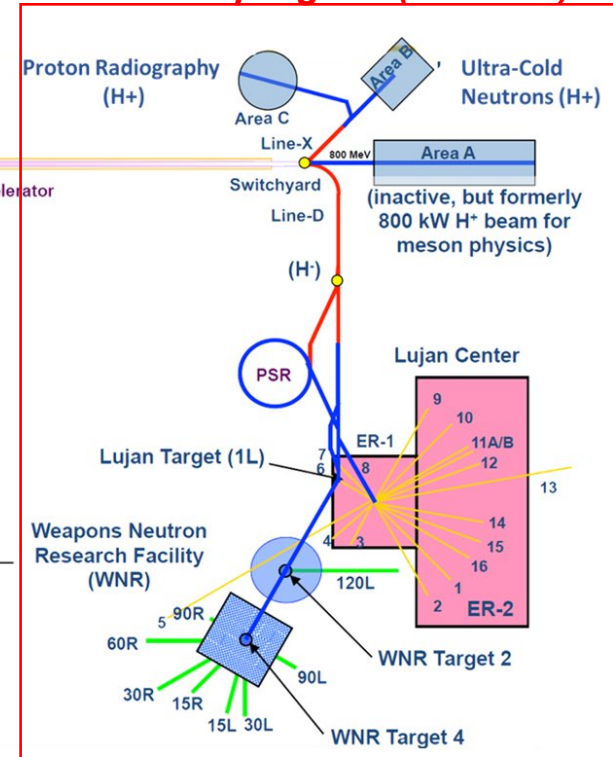 Proton Radiography
(H+)
Area C
Area B
Ultra-Cold
Neutrons (H+)
Line-X
800 MeV
Area A
Switchyard
(inactive, but formerly
800 kW H⁺ beam for
meson physics)
Line-D
(H⁻)
PSR
Lujan Center
9
10
ER-1
11A/B
7
Lujan Target (1L)
6
8
12
13
14
Weapons Neutron
Research Facility
(WNR)
4
3
15
16
120L
1
2
ER-2
5
90R
60R
WNR Target 2
90L
30R
15R
15L
30L
WNR Target 4